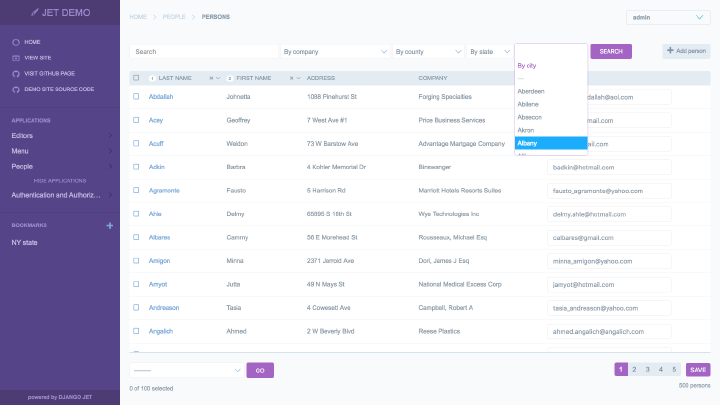 JET DEMO
HOME
VIEW SITE
VISIT GITHUB PAGE
DEMO SITE SOURCE CODE
APPLICATIONS
Editors
Menu
People
HIDE APPLICATIONS
Authentication and Authoriz...
BOOKMARKS
NY state
powered by DJANGO JET
HOME PEOPLE PERSONS
admin
Search By company By county By state SEARCH Add person
By city
---
Aberdeen
Abilene
Absecon
Akron
Albany
1 LAST NAME 2 FIRST NAME ADDRESS COMPANY
Abdallah Johnetta 1088 Pinehurst St Forging Specialties dallah@aol.com
Acey Geoffrey 7 West Ave #1 Price Business Services mail.com
Acuff Weldon 73 W Barstow Ave Advantage Martgage Company mail.com
Adkin Barbra 4 Kohler Memorial Dr Binswanger badkin@hotmail.com
Agramonte Fausto 5 Harrison Rd Marriott Hotels Resorts Suites fausto_agramonte@yahoo.com
Ahle Delmy 65895 S 16th St Wye Technologies Inc delmy.ahle@hotmail.com
Albares Cammy 56 E Morehead St Rousseaux, Michael Esq calbares@gmail.com
Amigon Minna 2371 Jerrold Ave Dorl, James J Esq minna_amigon@yahoo.com
Amyot Jutta 49 N Mays St National Medical Excess Corp jamyot@hotmail.com
Andreason Tasia 4 Cowesett Ave Campbell, Robert A tasia_andreason@yahoo.com
Angalich Ahmed 2 W Beverly Blvd Reese Plastics ahmed.angalich@angalich.com
-------- GO 1 2 3 4 5 SAVE
0 of 100 selected 500 persons